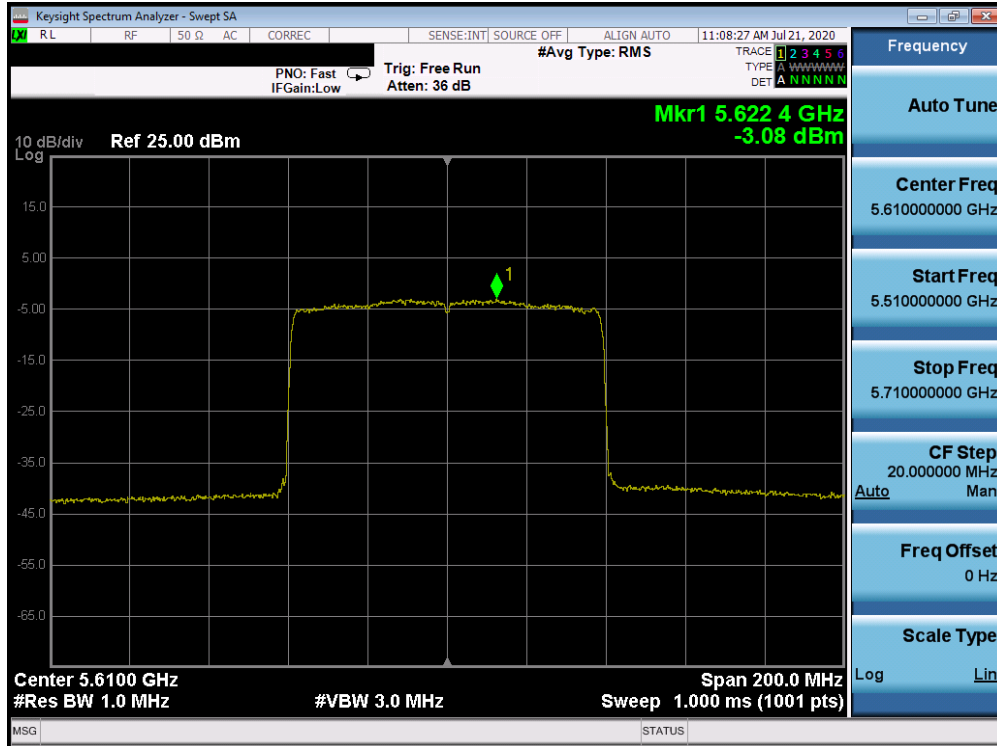 Keysight Spectrum Analyzer - Swept SA
LXI RL RF 50 Ω AC CORREC SENSE:INT SOURCE OFF ALIGN AUTO 11:08:27 AM Jul 21, 2020
Frequency
#Avg Type: RMS
TRACE 1 2 3 4 5 6
TYPE A WWWWW
DET A N N N N N
PNO: Fast
IFGain:Low
Trig: Free Run
Atten: 36 dB
Auto Tune
Mkr1 5.622 4 GHz
-3.08 dBm
10 dB/div
Log
Ref 25.00 dBm
15.0
5.00
-5.00
-15.0
-25.0
-35.0
-45.0
-55.0
-65.0
1
Center Freq
5.610000000 GHz
Start Freq
5.510000000 GHz
Stop Freq
5.710000000 GHz
CF Step
20.000000 MHz
Auto Man
Freq Offset
0 Hz
Scale Type
Log Lin
Center 5.6100 GHz
Span 200.0 MHz
#Res BW 1.0 MHz
#VBW 3.0 MHz
Sweep 1.000 ms (1001 pts)
MSG
STATUS